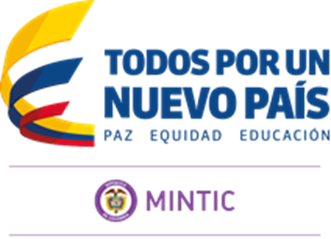 TODOS POR UN
NUEVO PAÍS
PAZ EQUIDAD EDUCACIÓN
MINTIC